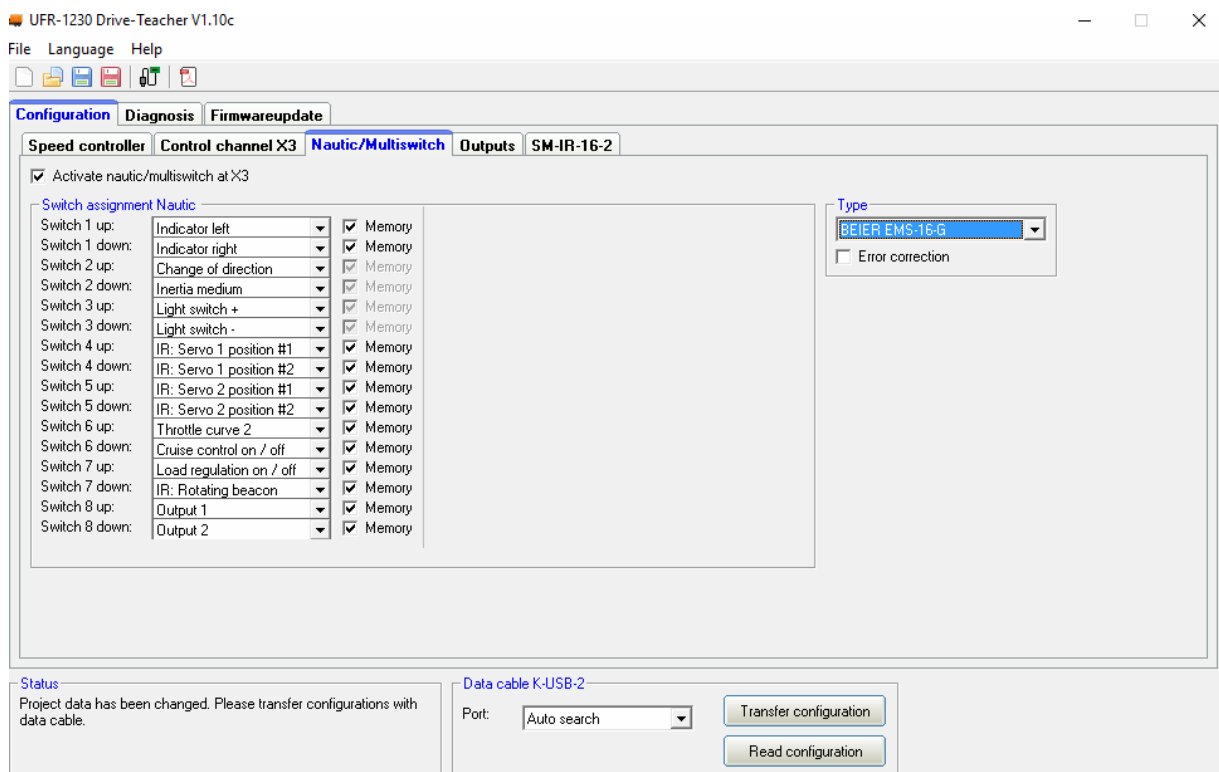 UFR-1230 Drive-Teacher V1.10c
File Language Help
Configuration Diagnosis Firmwareupdate
Speed controller Control channel X3 Nautic/Multiswitch Outputs SM-IR-16-2
Activate nautic/multiswitch at X3
Switch assignment Nautic
Switch 1 up: Indicator left Memory
Switch 1 down: Indicator right Memory
Switch 2 up: Change of direction Memory
Switch 2 down: Inertia medium Memory
Switch 3 up: Light switch + Memory
Switch 3 down: Light switch - Memory
Switch 4 up: IR: Servo 1 position #1 Memory
Switch 4 down: IR: Servo 1 position #2 Memory
Switch 5 up: IR: Servo 2 position #1 Memory
Switch 5 down: IR: Servo 2 position #2 Memory
Switch 6 up: Throttle curve 2 Memory
Switch 6 down: Cruise control on / off Memory
Switch 7 up: Load regulation on / off Memory
Switch 7 down: IR: Rotating beacon Memory
Switch 8 up: Output 1 Memory
Switch 8 down: Output 2 Memory
Type
BEIER EMS-16-G
Error correction
Status
Project data has been changed. Please transfer configurations with
data cable.
Data cable K-USB-2
Port: Auto search
Transfer configuration
Read configuration